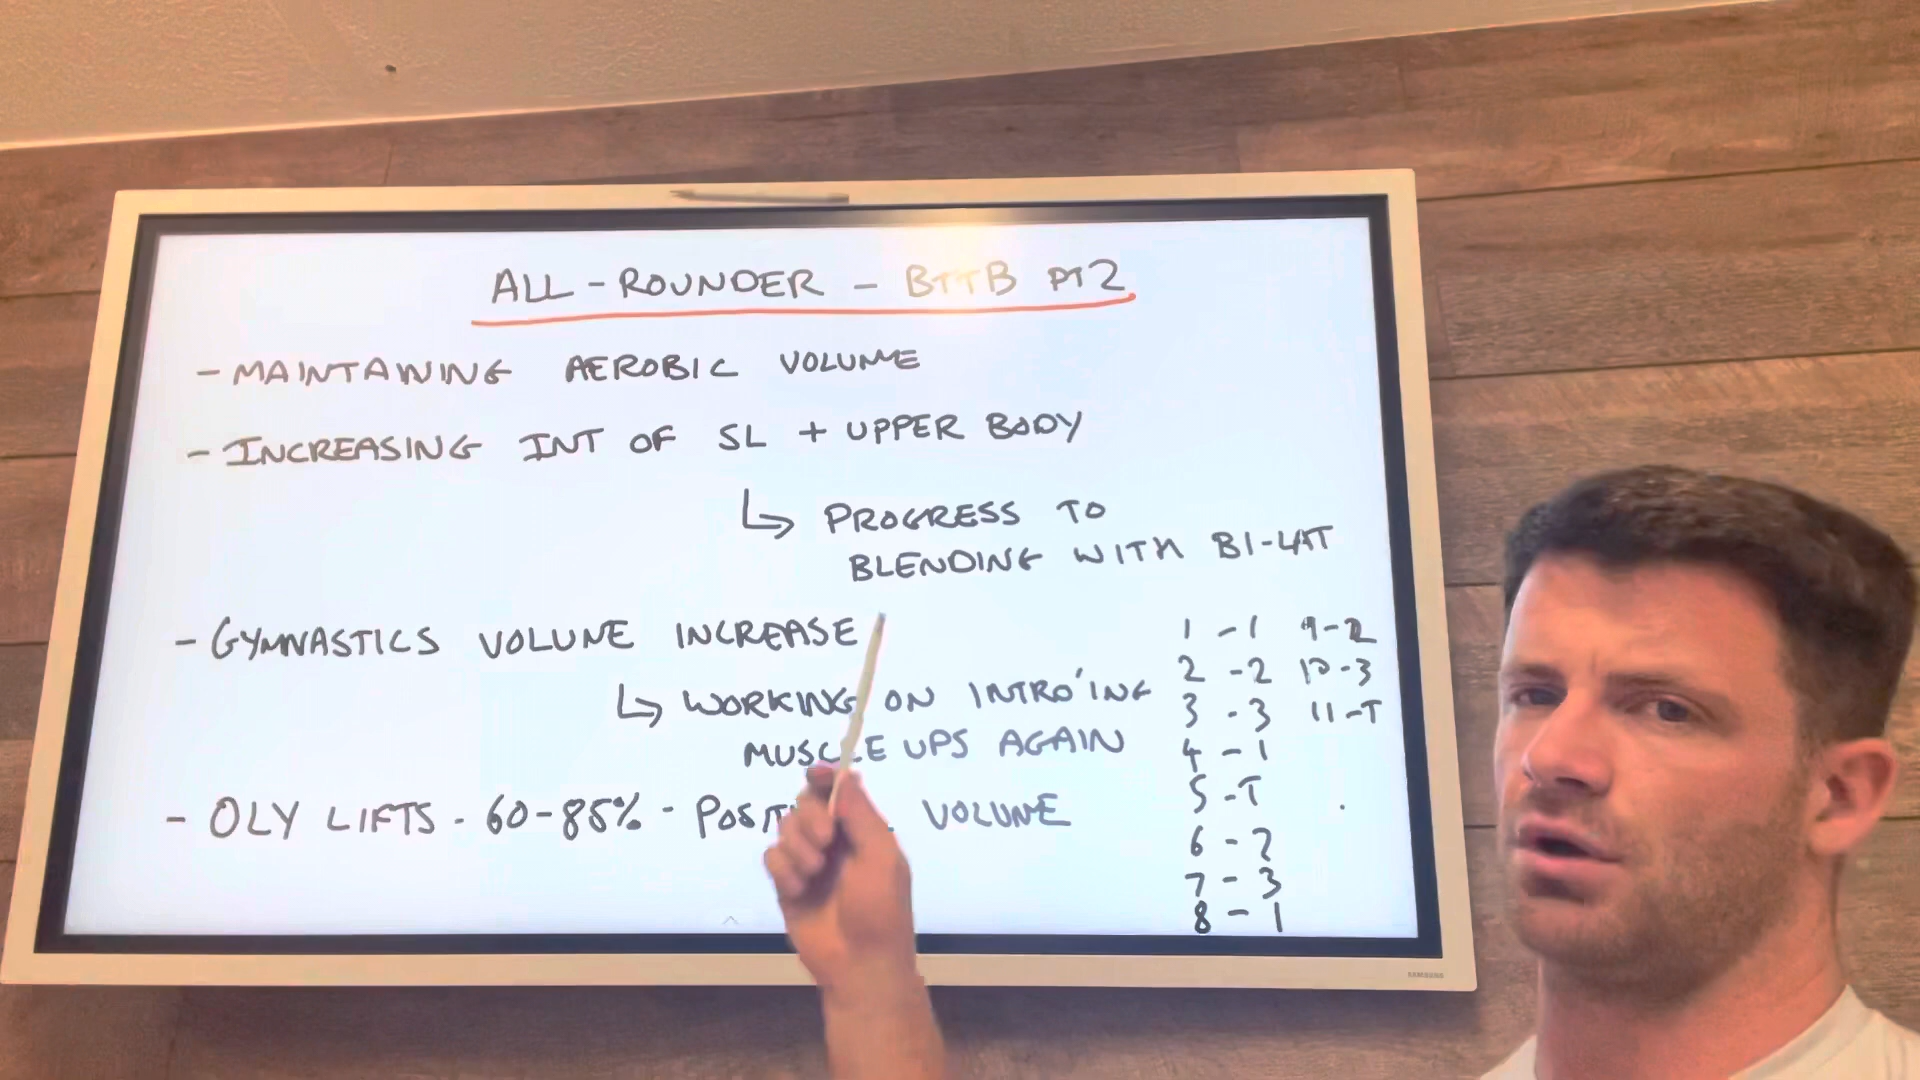 ALL-ROUNDER - BTTB PT2
- MAINTAINING AEROBIC VOLUME
- INCREASING INT OF SL + UPPER BODY
↳ PROGRESS TO
BLENDING WITH BI-LAT
- GYMNASTICS VOLUME INCREASE
↳ WORKING ON INTRO'ING
MUSCLE UPS AGAIN
- OLY LIFTS - 60-85% - VOLUME
1 - 1 9-2
2 - 2 10-3
3 - 3 11-T
4 - 1
5 - T
6 - 2
7 - 3
8 - 1
SAMSUNG